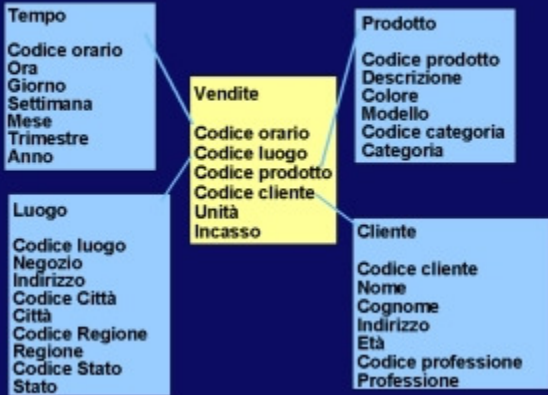 Tempo
Codice orario
Ora
Giorno
Settimana
Mese
Trimestre
Anno
Prodotto
Codice prodotto
Descrizione
Colore
Modello
Codice categoria
Categoria
Vendite
Codice orario
Codice luogo
Codice prodotto
Codice cliente
Unità
Incasso
Luogo
Codice luogo
Negozio
Indirizzo
Codice Città
Città
Codice Regione
Regione
Codice Stato
Stato
Cliente
Codice cliente
Nome
Cognome
Indirizzo
Età
Codice professione
Professione